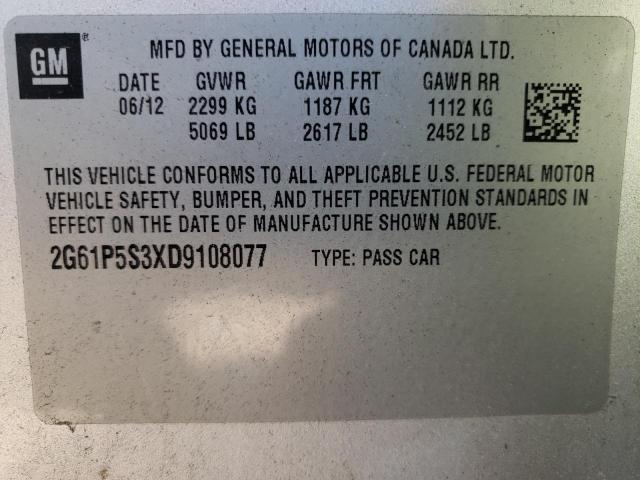 GM ®
MFD BY GENERAL MOTORS OF CANADA LTD.
DATE GVWR GAWR FRT GAWR RR
06/12 2299 KG 1187 KG 1112 KG
5069 LB 2617 LB 2452 LB
THIS VEHICLE CONFORMS TO ALL APPLICABLE U.S. FEDERAL MOTOR
VEHICLE SAFETY, BUMPER, AND THEFT PREVENTION STANDARDS IN
EFFECT ON THE DATE OF MANUFACTURE SHOWN ABOVE.
2G61P5S3XD9108077 TYPE: PASS CAR